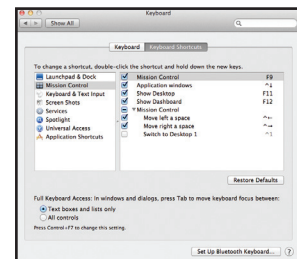 Keyboard
Show All
Keyboard Keyboard Shortcuts
To change a shortcut, double-click the shortcut and hold down the new keys.
Launchpad & Dock
Mission Control
Keyboard & Text Input
Screen Shots
Services
Spotlight
Universal Access
Application Shortcuts
Mission Control F9
Application windows ^↓
Show Desktop F11
Show Dashboard F12
Mission Control
Move left a space ^←
Move right a space ^→
Switch to Desktop 1 ^1
Restore Defaults
Full Keyboard Access: In windows and dialogs, press Tab to move keyboard focus between:
Text boxes and lists only
All controls
Press Control+F7 to change this setting.
Set Up Bluetooth Keyboard... ?